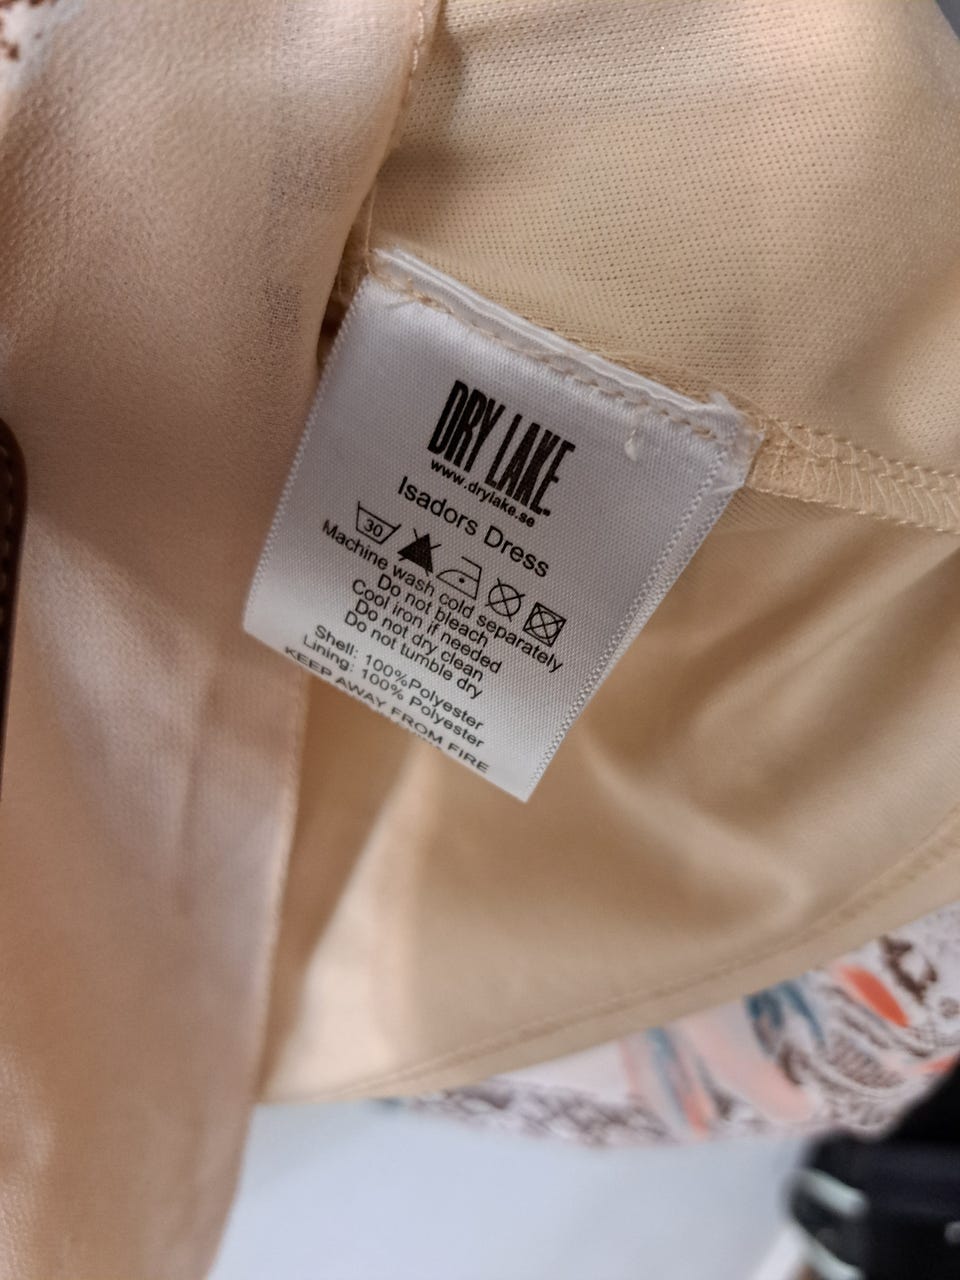 DRY LAKE.
www.drylake.se
Isadors Dress
30
Machine wash cold separately
Do not bleach
Cool iron if needed
Do not dry clean
Do not tumble dry
Shell: 100%Polyester
Lining: 100% Polyester
KEEP AWAY FROM FIRE